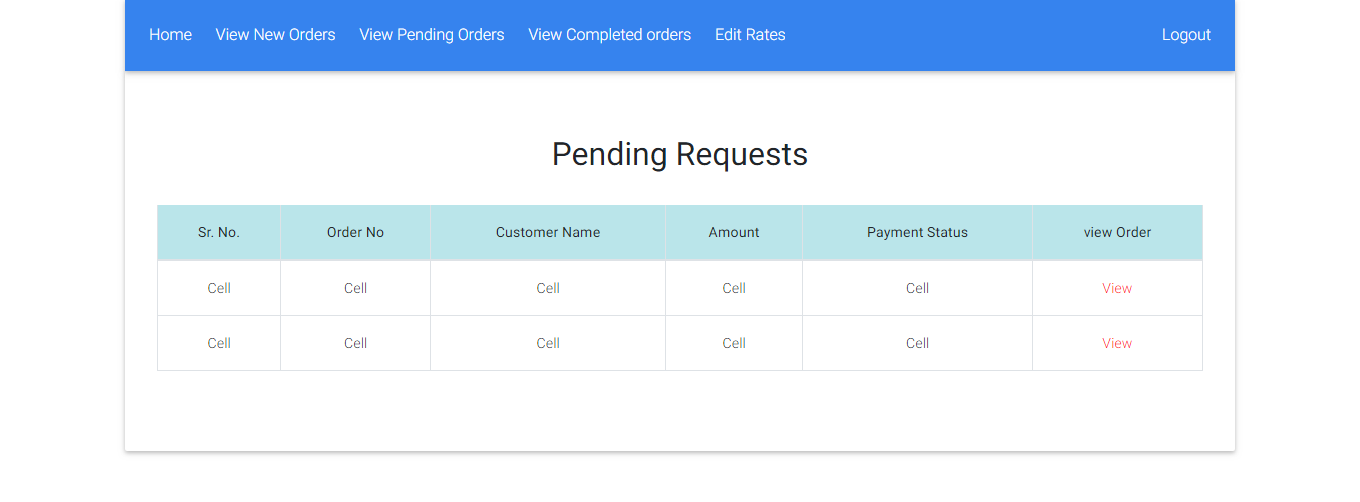 Home View New Orders View Pending Orders View Completed orders Edit Rates Logout
Pending Requests
Sr. No. Order No Customer Name Amount Payment Status view Order
Cell Cell Cell Cell Cell View
Cell Cell Cell Cell Cell View